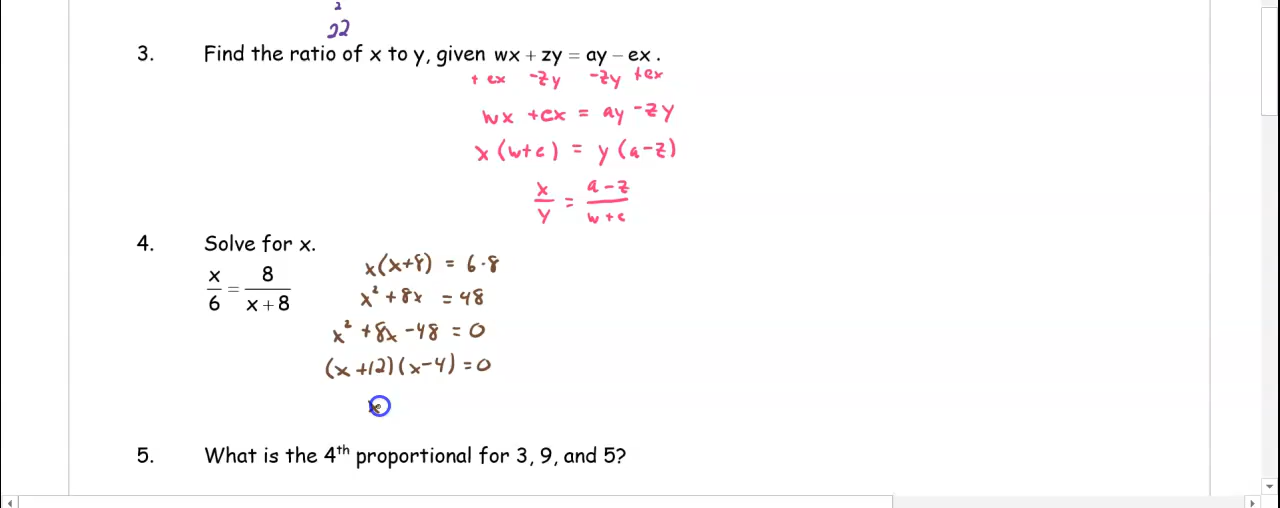 2
22
3. Find the ratio of x to y, given wx + zy = ay − ex .
+ ex -zy -zy +ex
wx +ex = ay -zy
x (w+e) = y (a-z)
x/y = a-z/w+e
4. Solve for x.
x/6 = 8/x+8
x(x+8) = 6·8
x² +8x = 48
x² +8x -48 = 0
(x+12)(x-4) = 0
x
5. What is the 4th proportional for 3, 9, and 5?